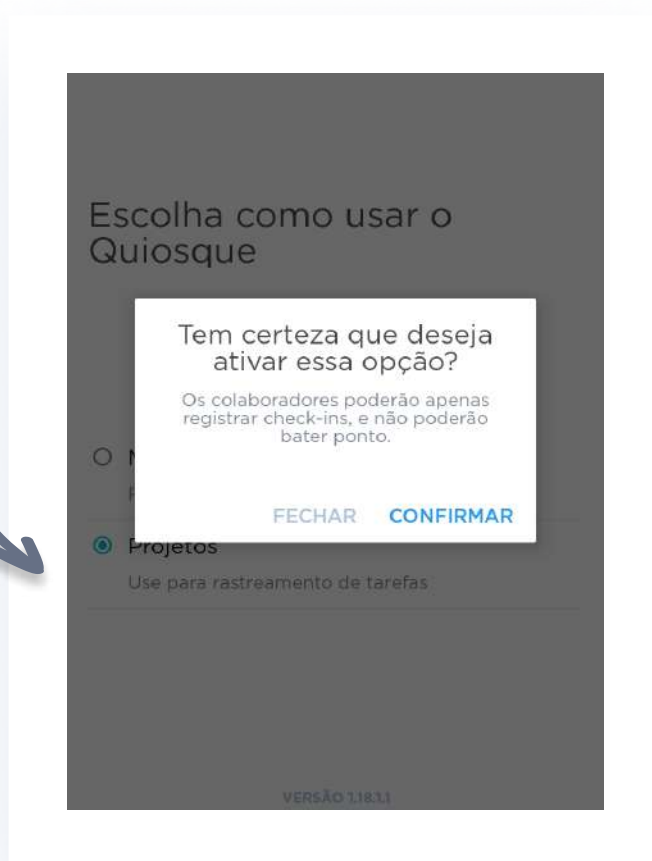 Escolha como usar o
Quiosque
Tem certeza que deseja
ativar essa opção?
Os colaboradores poderão apenas
registrar check-ins, e não poderão
bater ponto.
FECHAR CONFIRMAR
Projetos
Use para rastreamento de tarefas
VERSÃO 1.18.1.1